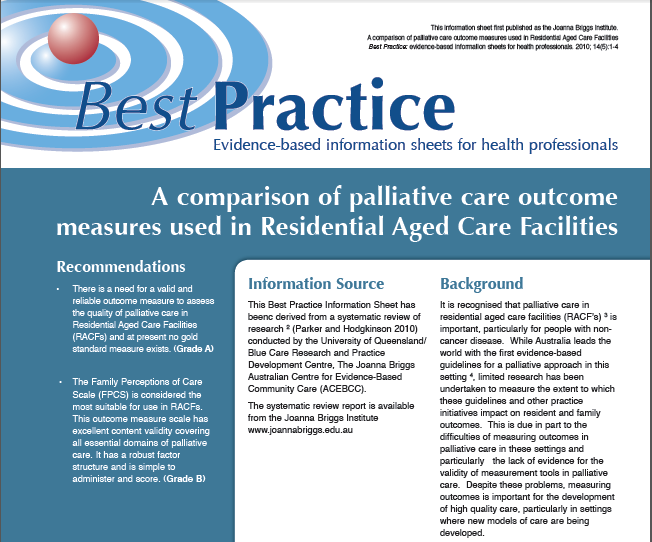 This information sheet first published as the Joanna Briggs Institute.
A comparison of palliative care outcome measures used in Residential Aged Care Facilities
Best Practice: evidence-based information sheets for health professionals. 2010; 14(5):1-4
Best Practice
Evidence-based information sheets for health professionals
A comparison of palliative care outcome
measures used in Residential Aged Care Facilities
Recommendations
• There is a need for a valid and
reliable outcome measure to assess
the quality of palliative care in
Residential Aged Care Facilities
(RACFs) and at present no gold
standard measure exists. (Grade A)
• The Family Perceptions of Care
Scale (FPCS) is considered the
most suitable for use in RACFs.
This outcome measure scale has
excellent content validity covering
all essential domains of palliative
care. It has a robust factor
structure and is simple to
administer and score. (Grade B)
Information Source
This Best Practice Information Sheet has
beenc derived from a systematic review of
research ² (Parker and Hodgkinson 2010)
conducted by the University of Queensland/
Blue Care Research and Practice
Development Centre, The Joanna Briggs
Australian Centre for Evidence-Based
Community Care (ACEBCC).
The systematic review report is available
from the Joanna Briggs Institute
www.joannabriggs.edu.au
Background
It is recognised that palliative care in
residential aged care facilities (RACF's) ³ is
important, particularly for people with non-
cancer disease. While Australia leads the
world with the first evidence-based
guidelines for a palliative approach in this
setting ⁴, limited research has been
undertaken to measure the extent to which
these guidelines and other practice
initiatives impact on resident and family
outcomes. This is due in part to the
difficulties of measuring outcomes in
palliative care in these settings and
particularly the lack of evidence for the
validity of measurement tools in palliative
care. Despite these problems, measuring
outcomes is important for the development
of high quality care, particularly in settings
where new models of care are being
developed.